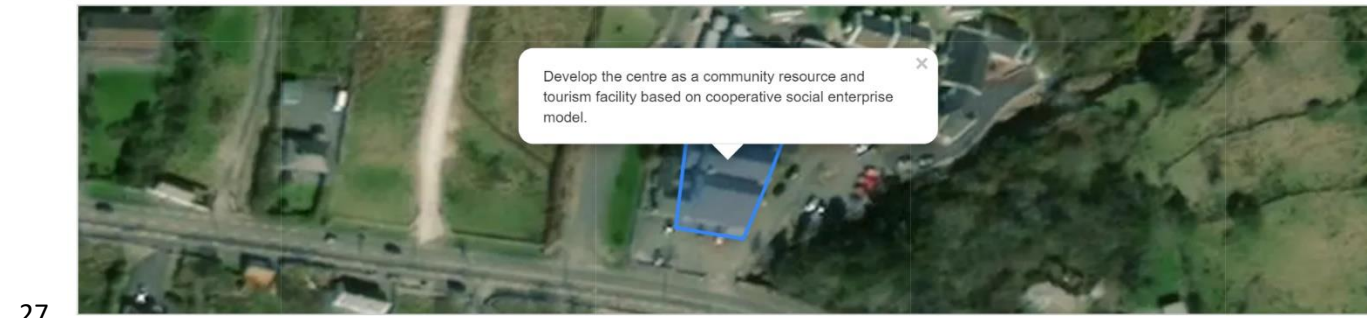 Develop the centre as a community resource and
tourism facility based on cooperative social enterprise
model.
27